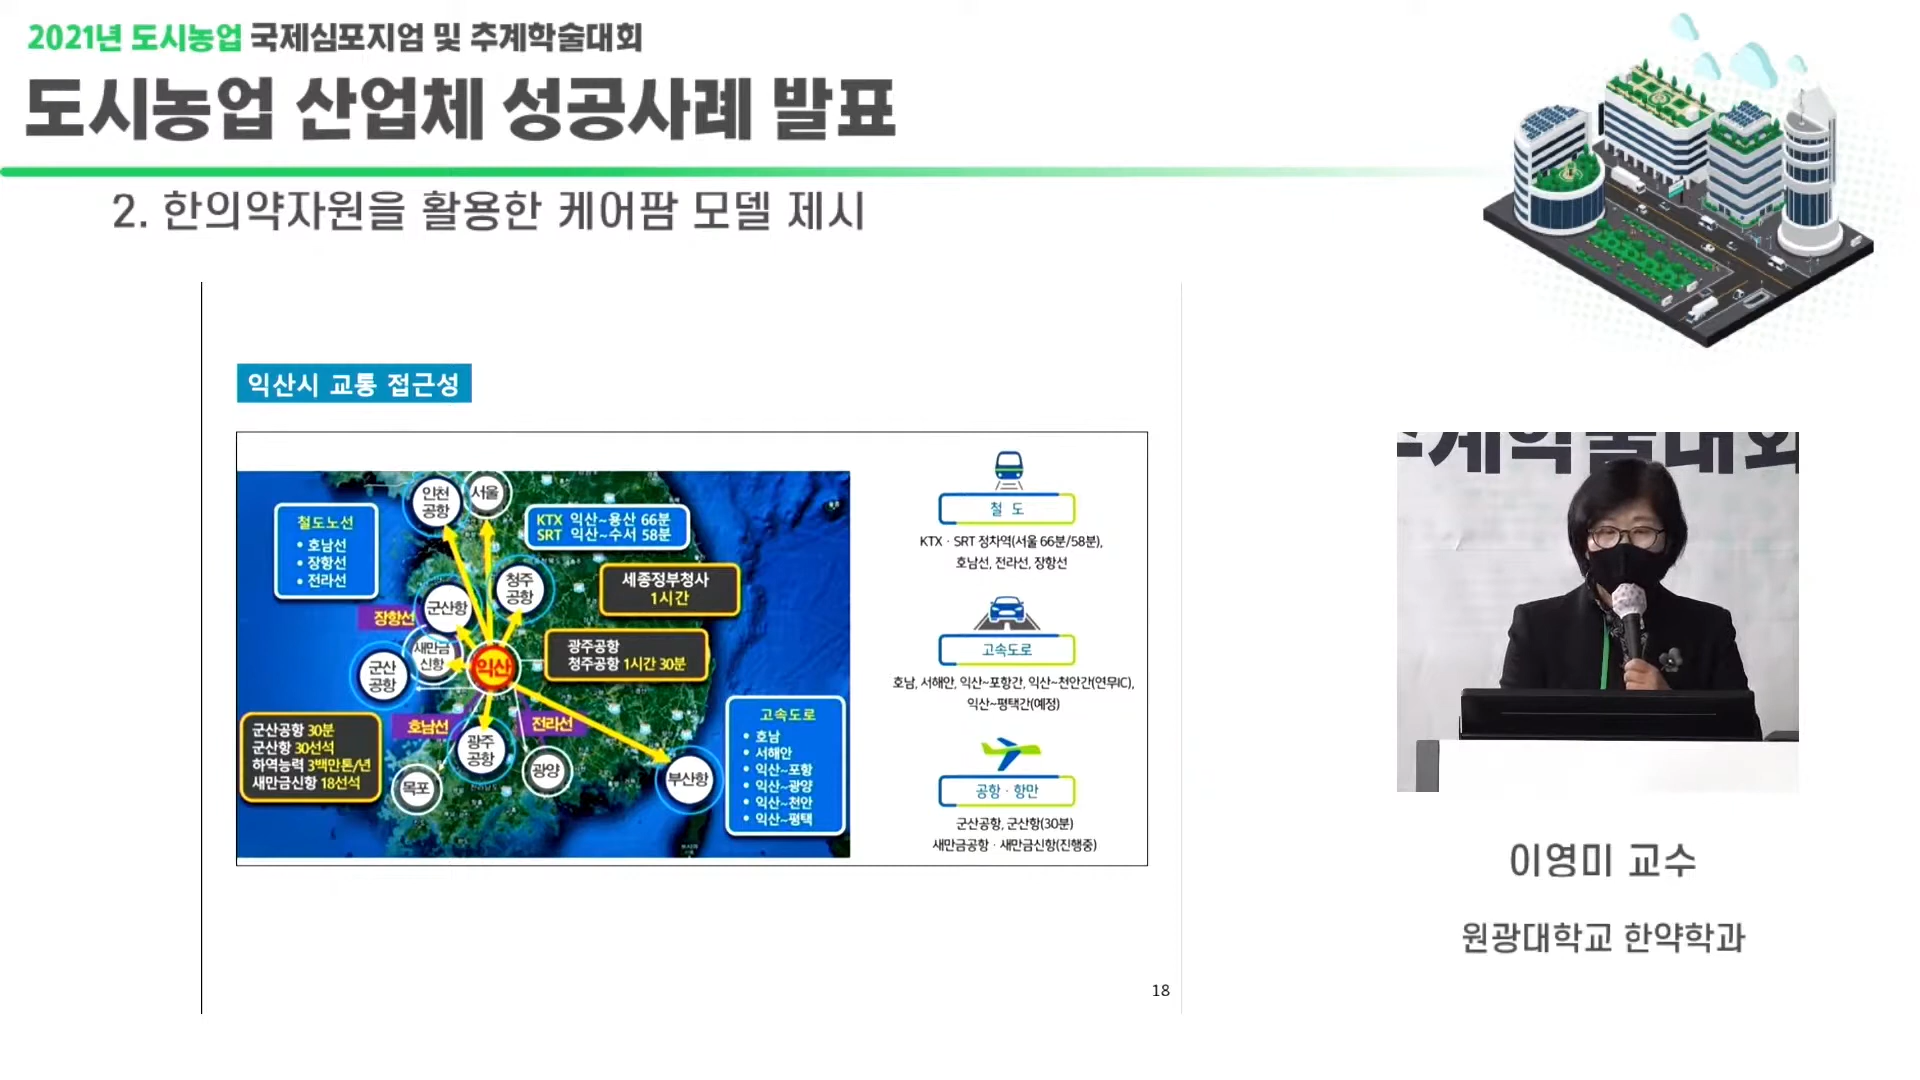 2021년 도시농업 국제심포지엄 및 추계학술대회
도시농업 산업체 성공사례 발표
2. 한의약자원을 활용한 케어팜 모델 제시
익산시 교통 접근성
인천
공항
서울
철도노선
• 호남선
• 장항선
• 전라선
KTX 익산~용산 66분
SRT 익산~수서 58분
청주
공항
세종정부청사
1시간
군산항
장항선
새만금
신항
익산
광주공항
청주공항 1시간 30분
군산
공항
군산공항 30분
군산항 30선석
하역능력 3백만톤/년
새만금신항 18선석
호남선
전라선
광주
공항
광양
목포
부산항
고속도로
• 호남
• 서해안
• 익산~포항
• 익산~광양
• 익산~천안
• 익산~평택
철 도
KTX · SRT 정차역(서울 66분/58분),
호남선, 전라선, 장항선
고속도로
호남, 서해안, 익산~포항간, 익산~천안간(연무IC),
익산~평택간(예정)
공항 · 항만
군산공항, 군산항(30분)
새만금공항 · 새만금신항(진행중)
18
추계학술대회
이영미 교수
원광대학교 한약학과